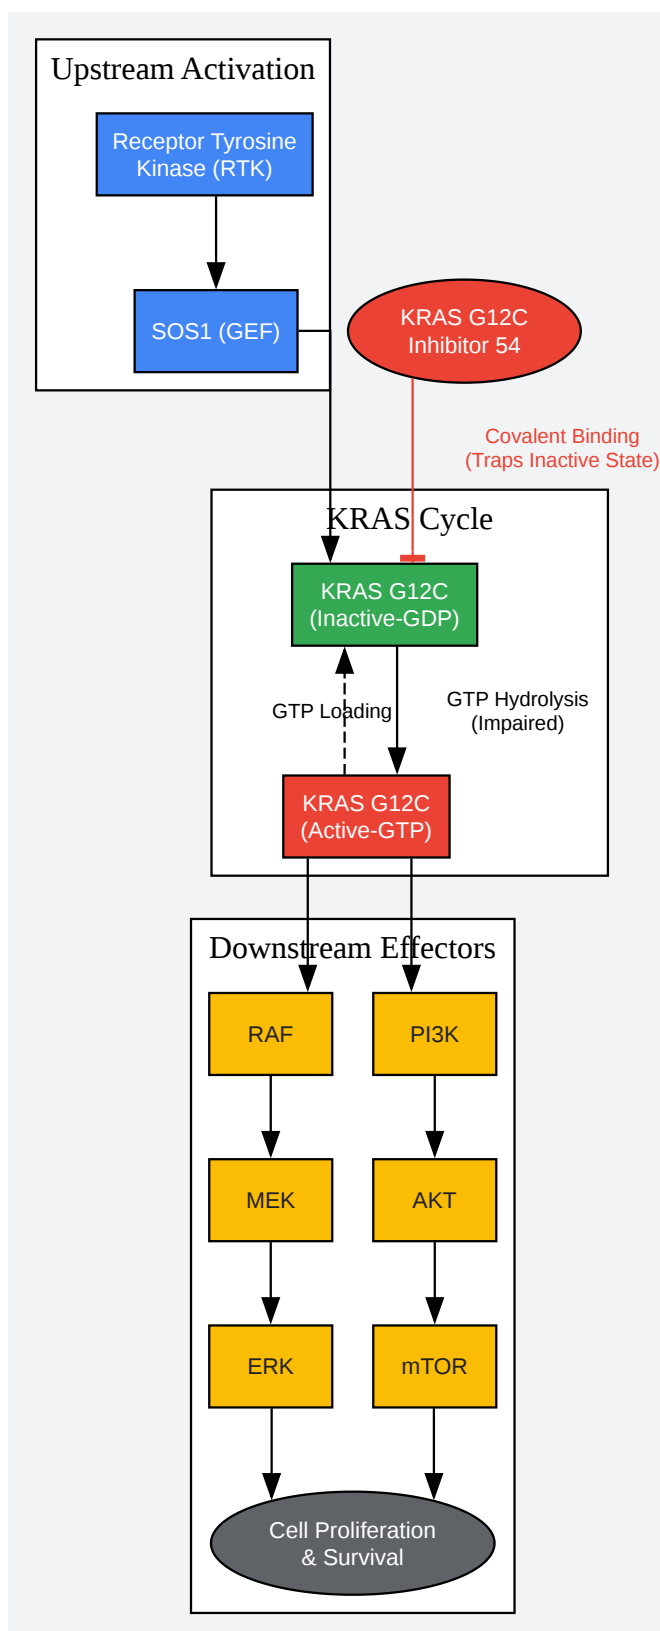 Upstream Activation
Receptor Tyrosine
Kinase (RTK)
SOS1 (GEF)
KRAS G12C
Inhibitor 54
Covalent Binding
(Traps Inactive State)
KRAS Cycle
KRAS G12C
(Inactive-GDP)
GTP Loading
GTP Hydrolysis
(Impaired)
KRAS G12C
(Active-GTP)
Downstream Effectors
RAF
PI3K
MEK
AKT
ERK
mTOR
Cell Proliferation
& Survival